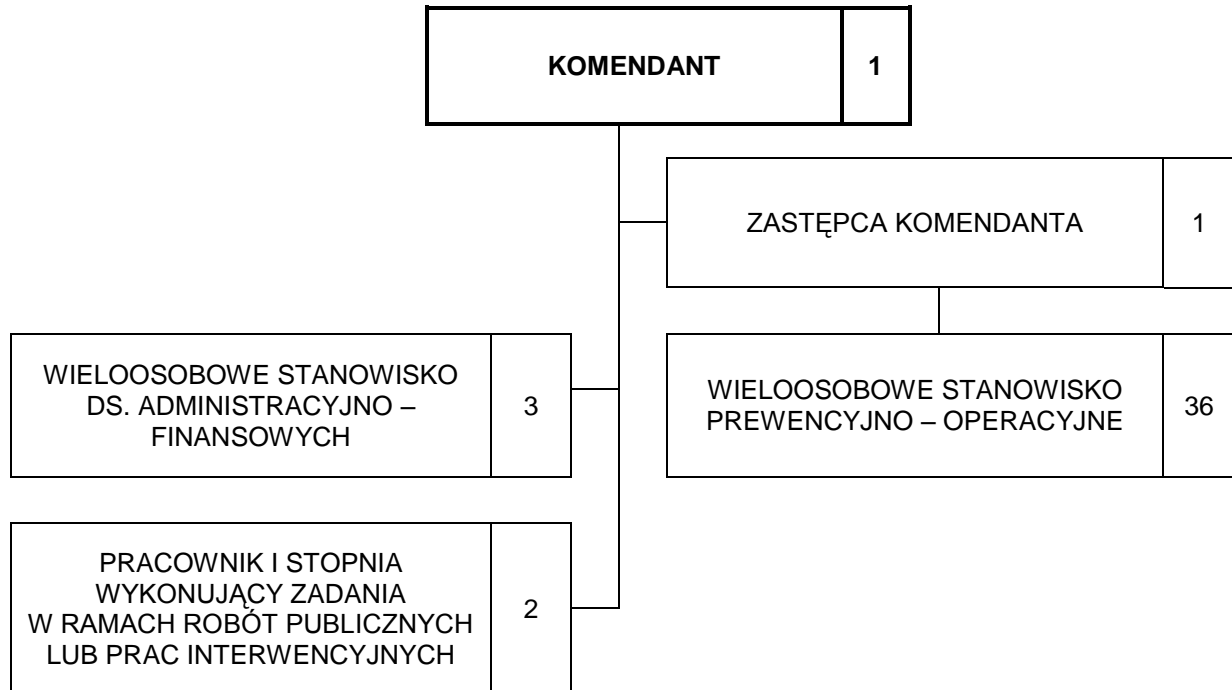 KOMENDANT 1
ZASTĘPCA KOMENDANTA 1
WIELOOSOBOWE STANOWISKO
DS. ADMINISTRACYJNO –
FINANSOWYCH
3
WIELOOSOBOWE STANOWISKO
PREWENCYJNO – OPERACYJNE
36
PRACOWNIK I STOPNIA
WYKONUJĄCY ZADANIA
W RAMACH ROBÓT PUBLICZNYCH
LUB PRAC INTERWENCYJNYCH
2